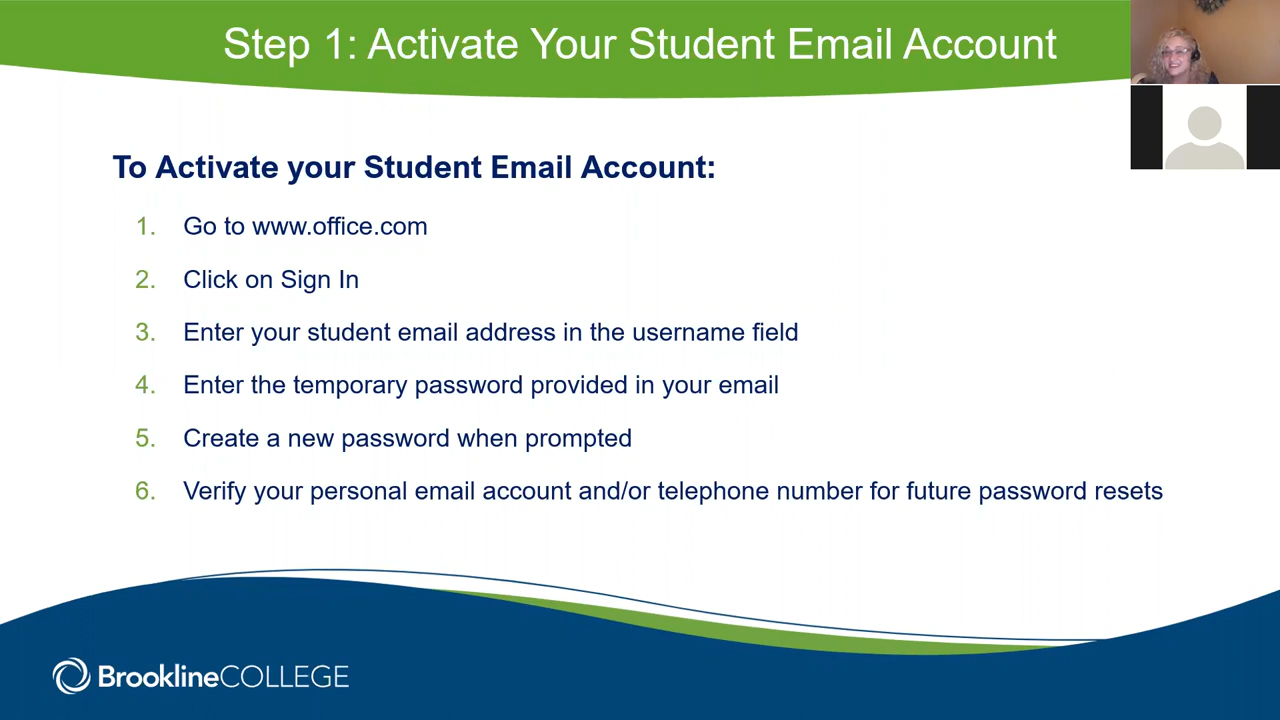 Step 1: Activate Your Student Email Account
To Activate your Student Email Account:
1. Go to www.office.com
2. Click on Sign In
3. Enter your student email address in the username field
4. Enter the temporary password provided in your email
5. Create a new password when prompted
6. Verify your personal email account and/or telephone number for future password resets
BrooklineCOLLEGE